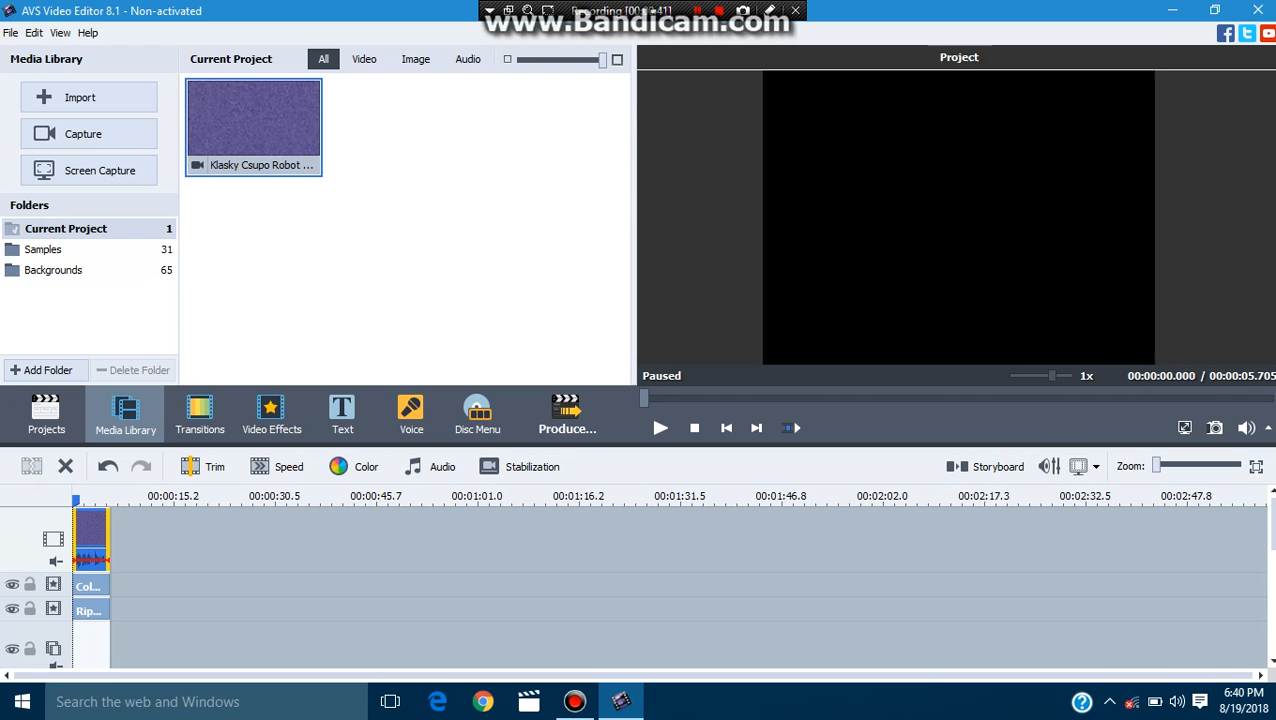 AVS Video Editor 8.1 - Non-activated
www.Bandicam.com
File Edit View Help
Media Library
Current Project All Video Image Audio
Project
Import
Capture
Screen Capture
Klasky Csupo Robot ...
Folders
Current Project 1
Samples 31
Backgrounds 65
Add Folder Delete Folder
Paused 1x 00:00:00.000 / 00:00:05.705
Projects Media Library Transitions Video Effects Text Voice Disc Menu Produce...
Trim Speed Color Audio Stabilization Storyboard Zoom:
00:00:15.2 00:00:30.5 00:00:45.7 00:01:01.0 00:01:16.2 00:01:31.5 00:01:46.8 00:02:02.0 00:02:17.3 00:02:32.5 00:02:47.8
Col...
Rip...
Search the web and Windows
6:40 PM
8/19/2018